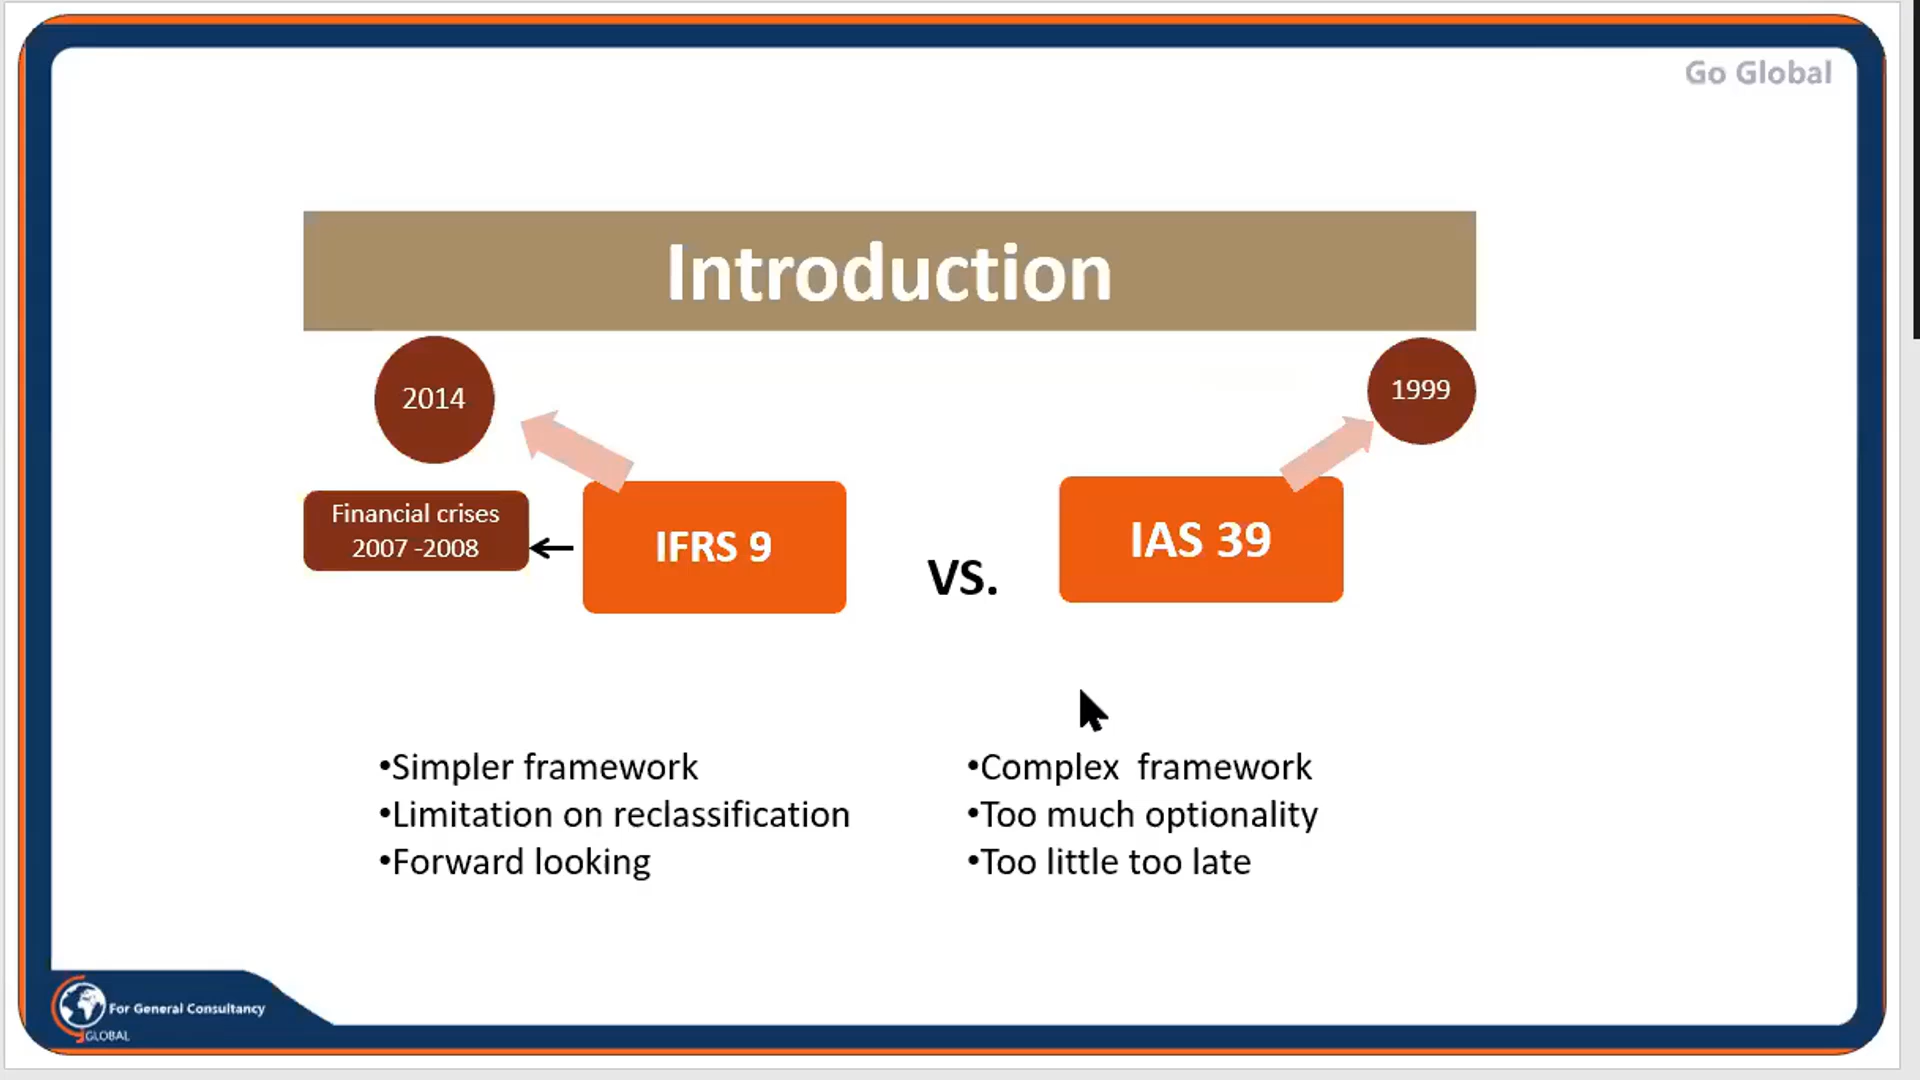 Go Global
Introduction
2014
1999
Financial crises
2007 -2008
IFRS 9
VS.
IAS 39
•Simpler framework
•Limitation on reclassification
•Forward looking
•Complex  framework
•Too much optionality
•Too little too late
For General Consultancy
GLOBAL